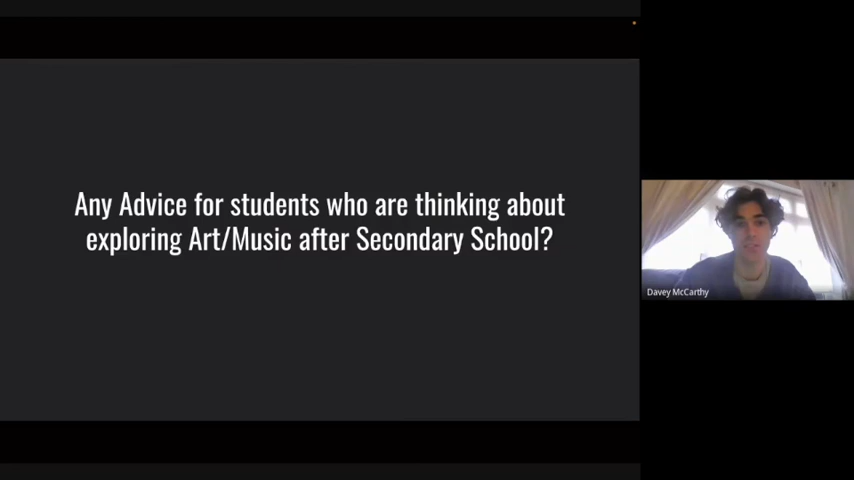 Any Advice for students who are thinking about
exploring Art/Music after Secondary School?
Davey McCarthy